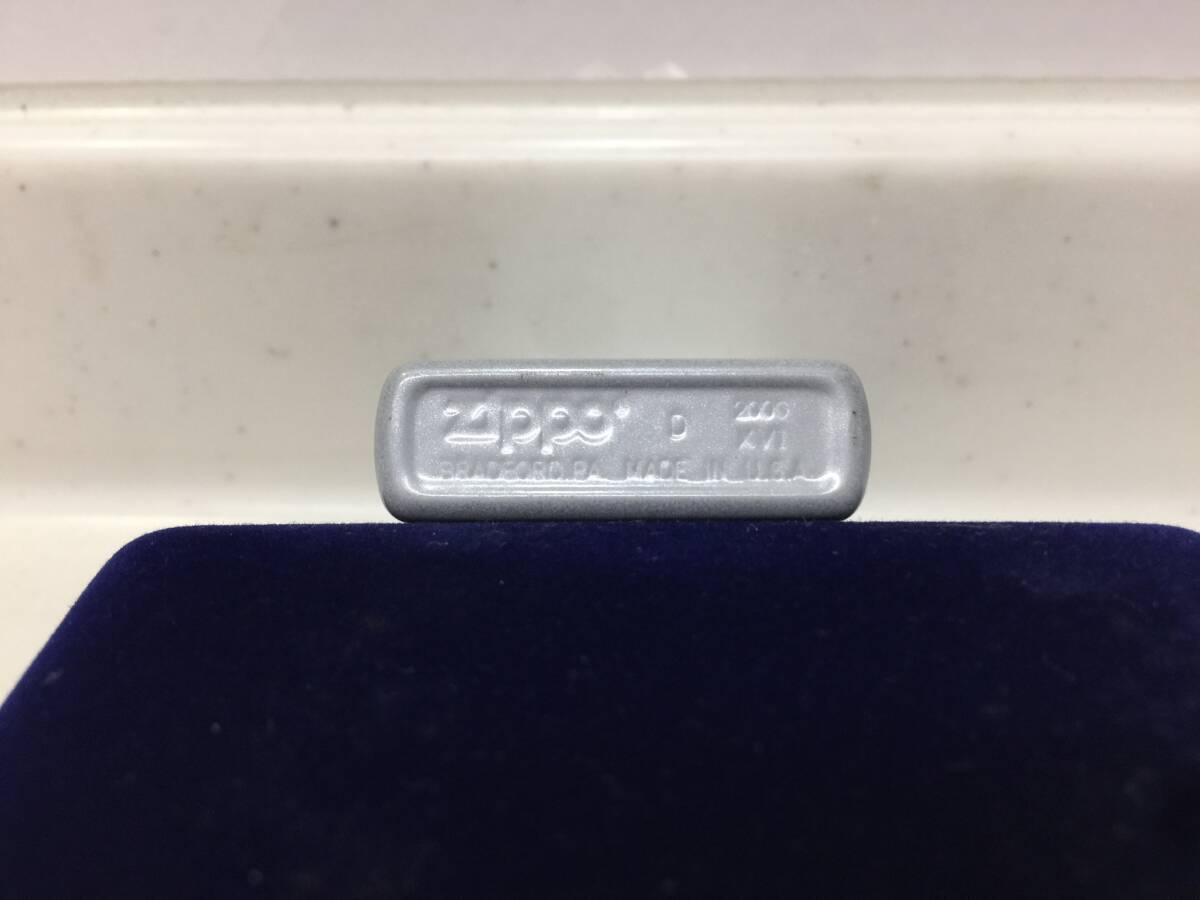 zippo® D 2000
XVI
BRADFORD.PA. MADE IN U.S.A.